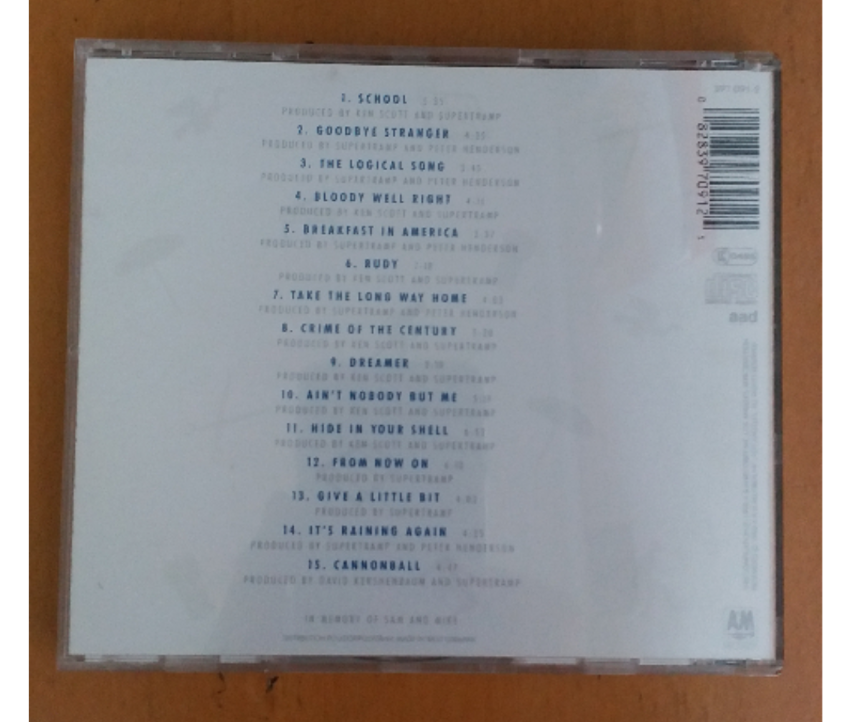 1. SCHOOL
PRODUCED BY KEN SCOTT AND SUPERTRAMP
2. GOODBYE STRANGER
PRODUCED BY SUPERTRAMP AND PETER HENDERSON
3. THE LOGICAL SONG
PRODUCED BY SUPERTRAMP AND PETER HENDERSON
4. BLOODY WELL RIGHT
PRODUCED BY KEN SCOTT AND SUPERTRAMP
5. BREAKFAST IN AMERICA
PRODUCED BY SUPERTRAMP AND PETER HENDERSON
6. RUDY
PRODUCED BY KEN SCOTT AND SUPERTRAMP
7. TAKE THE LONG WAY HOME
PRODUCED BY SUPERTRAMP AND PETER HENDERSON
8. CRIME OF THE CENTURY
PRODUCED BY KEN SCOTT AND SUPERTRAMP
9. DREAMER
PRODUCED BY KEN SCOTT AND SUPERTRAMP
10. AIN'T NOBODY BUT ME
PRODUCED BY KEN SCOTT AND SUPERTRAMP
11. HIDE IN YOUR SHELL
PRODUCED BY KEN SCOTT AND SUPERTRAMP
12. FROM NOW ON
PRODUCED BY SUPERTRAMP
13. GIVE A LITTLE BIT
PRODUCED BY SUPERTRAMP
14. IT'S RAINING AGAIN
PRODUCED BY SUPERTRAMP AND PETER HENDERSON
15. CANNONBALL
PRODUCED BY DAVID KERSHENBAUM AND SUPERTRAMP
IN MEMORY OF SAM AND MIKE
0 82839 70912 1
A&M